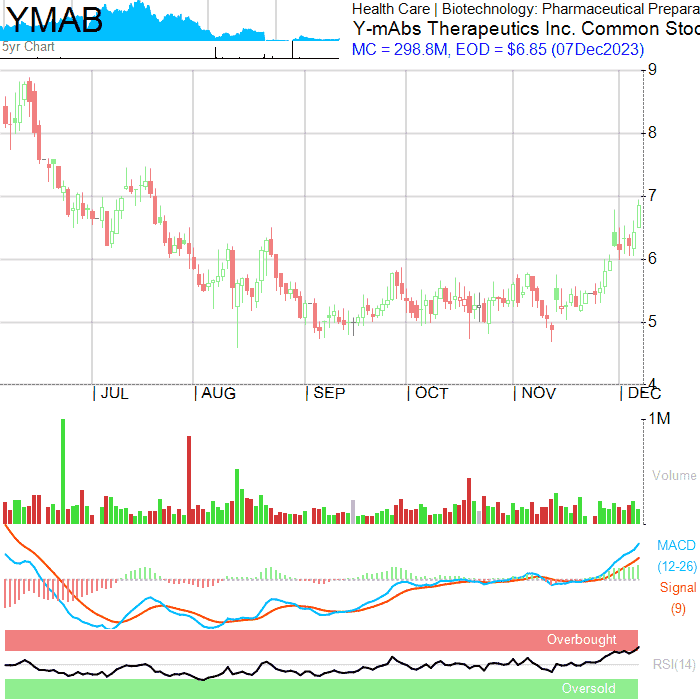 YMAB
5yr Chart
Health Care | Biotechnology: Pharmaceutical Prepara
Y-mAbs Therapeutics Inc. Common Stoc
MC = 298.8M, EOD = $6.85 (07Dec2023)
9
8
7
6
5
4
| JUL | AUG | SEP | OCT | NOV | DEC
1M
Volume
MACD
(12-26)
Signal
(9)
Overbought
RSI(14)
Oversold